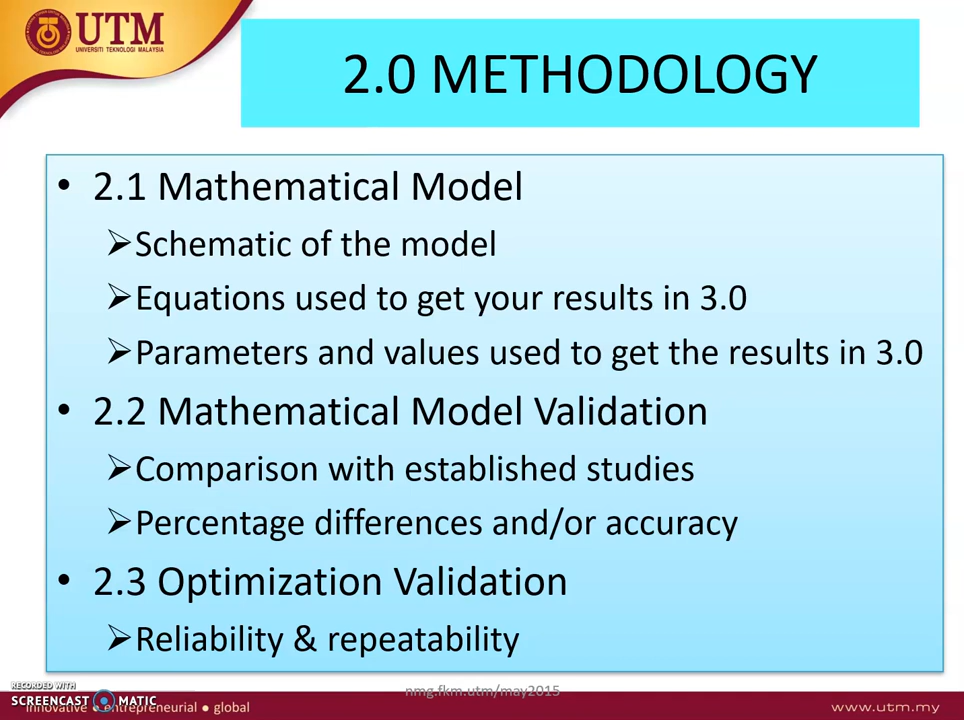 UTM
UNIVERSITI TEKNOLOGI MALAYSIA
2.0 METHODOLOGY
• 2.1 Mathematical Model
➢Schematic of the model
➢Equations used to get your results in 3.0
➢Parameters and values used to get the results in 3.0
• 2.2 Mathematical Model Validation
➢Comparison with established studies
➢Percentage differences and/or accuracy
• 2.3 Optimization Validation
➢Reliability & repeatability
RECORDED WITH
SCREENCAST MATIC
nmg.fkm.utm/may2015
innovative ● entrepreneurial ● global
www.utm.my